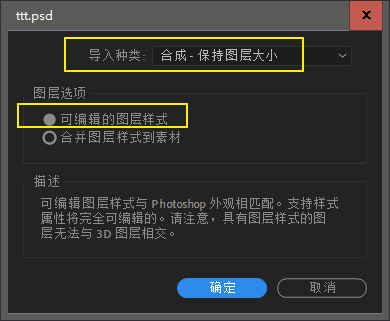 ttt.psd
导入种类: 合成 - 保持图层大小
图层选项
可编辑的图层样式
合并图层样式到素材
描述
可编辑图层样式与 Photoshop 外观相匹配。支持样式
属性将完全可编辑的。请注意，具有图层样式的图
层无法与 3D 图层相交。
确定 取消